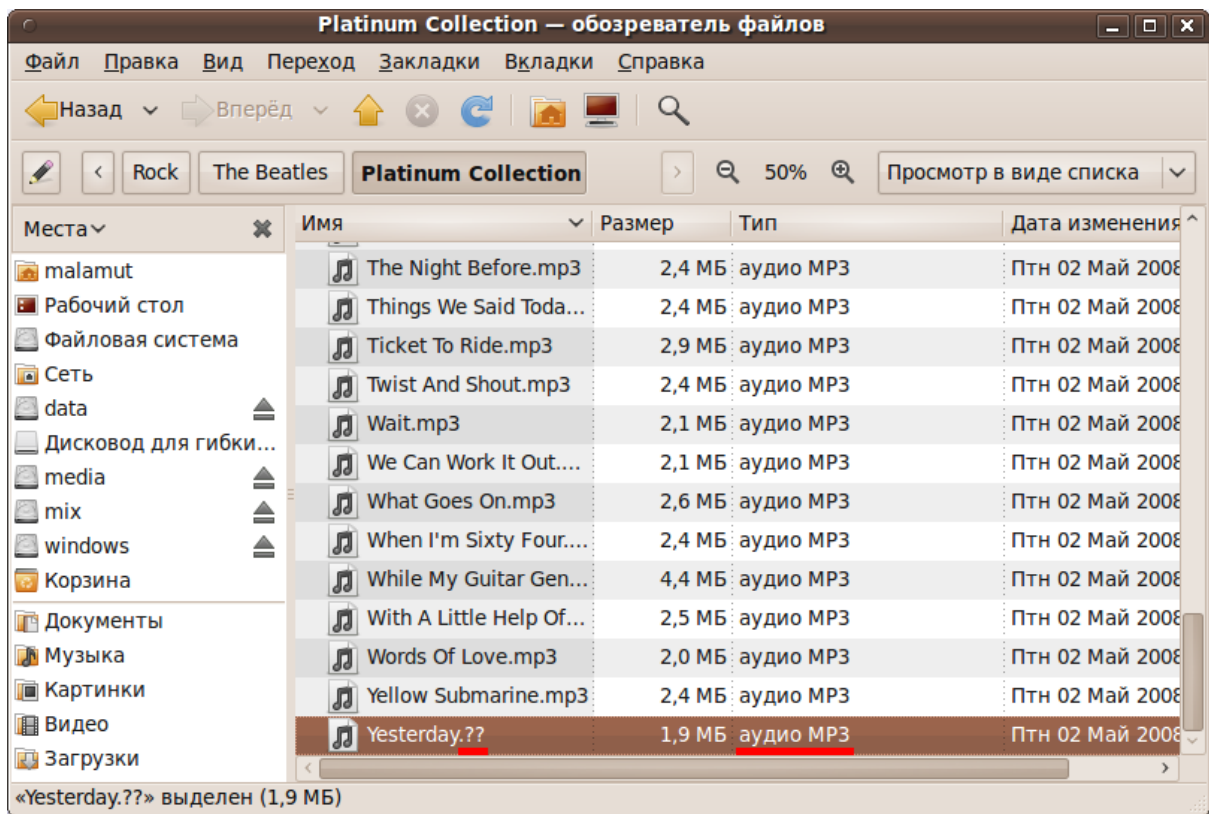 Platinum Collection — обозреватель файлов
Файл Правка Вид Переход Закладки Вкладки Справка
Назад Вперёд
Rock The Beatles Platinum Collection 50% Просмотр в виде списка
Места
malamut
Рабочий стол
Файловая система
Сеть
data
Дисковод для гибки...
media
mix
windows
Корзина
Документы
Музыка
Картинки
Видео
Загрузки
Имя Размер Тип Дата изменения
The Night Before.mp3 2,4 МБ аудио MP3 Птн 02 Май 2008
Things We Said Toda... 2,4 МБ аудио MP3 Птн 02 Май 2008
Ticket To Ride.mp3 2,9 МБ аудио MP3 Птн 02 Май 2008
Twist And Shout.mp3 2,4 МБ аудио MP3 Птн 02 Май 2008
Wait.mp3 2,1 МБ аудио MP3 Птн 02 Май 2008
We Can Work It Out.... 2,1 МБ аудио MP3 Птн 02 Май 2008
What Goes On.mp3 2,6 МБ аудио MP3 Птн 02 Май 2008
When I'm Sixty Four.... 2,4 МБ аудио MP3 Птн 02 Май 2008
While My Guitar Gen... 4,4 МБ аудио MP3 Птн 02 Май 2008
With A Little Help Of... 2,5 МБ аудио MP3 Птн 02 Май 2008
Words Of Love.mp3 2,0 МБ аудио MP3 Птн 02 Май 2008
Yellow Submarine.mp3 2,4 МБ аудио MP3 Птн 02 Май 2008
Yesterday.?? 1,9 МБ аудио MP3 Птн 02 Май 2008
«Yesterday.??» выделен (1,9 МБ)